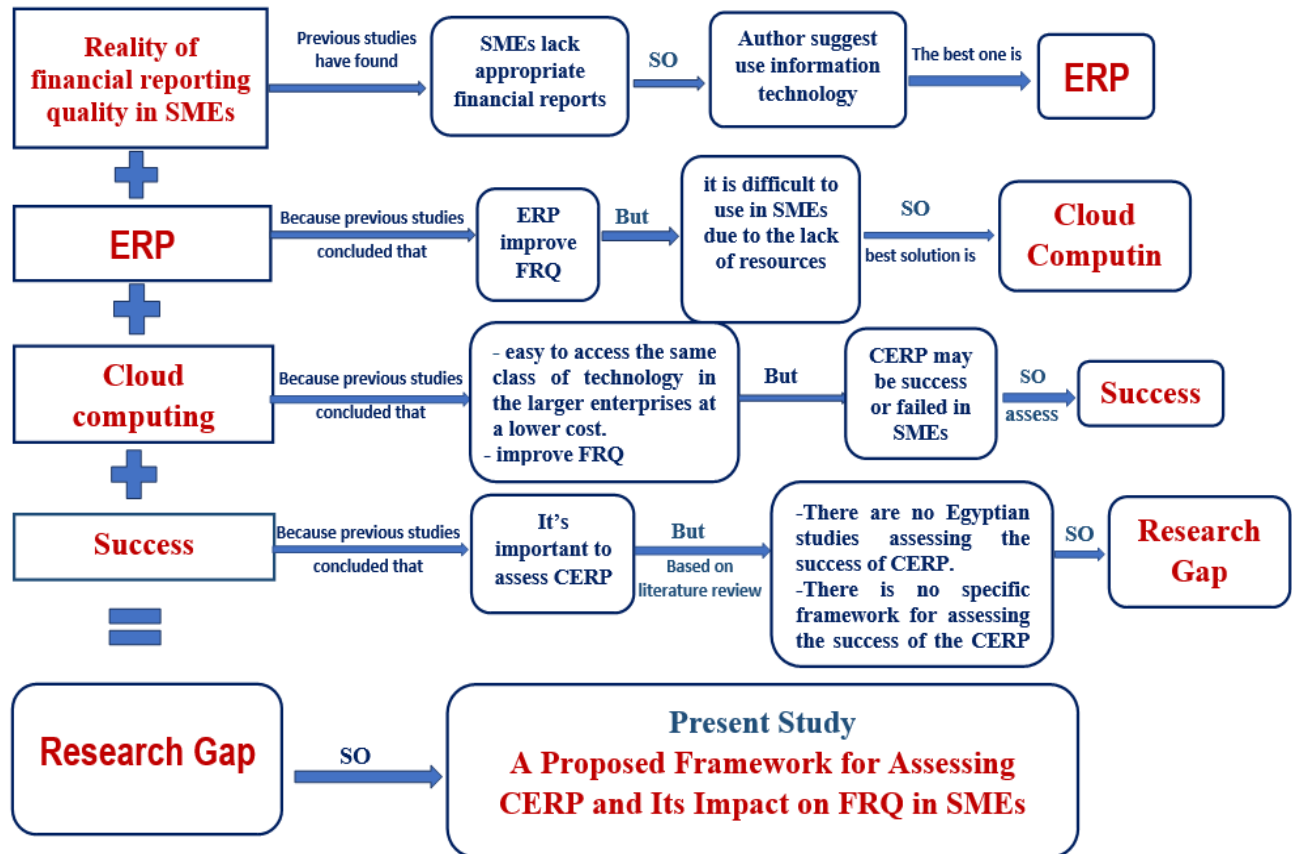 Reality of
financial reporting
quality in SMEs
Previous studies
have found
SMEs lack
appropriate
financial reports
SO
Author suggest
use information
technology
The best one is
ERP
ERP
Because previous studies
concluded that
ERP
improve
FRQ
But
it is difficult to
use in SMEs
due to the lack
of resources
SO
best solution is
Cloud
Computin
Cloud
computing
Because previous studies
concluded that
- easy to access the same
class of technology in
the larger enterprises at
a lower cost.
- improve FRQ
But
CERP may
be success
or failed in
SMEs
SO
assess
Success
Success
Because previous studies
concluded that
It's
important to
assess CERP
But
Based on
literature review
-There are no Egyptian
studies assessing the
success of CERP.
-There is no specific
framework for assessing
the success of the CERP
SO
Research
Gap
Research Gap
SO
Present Study
A Proposed Framework for Assessing
CERP and Its Impact on FRQ in SMEs